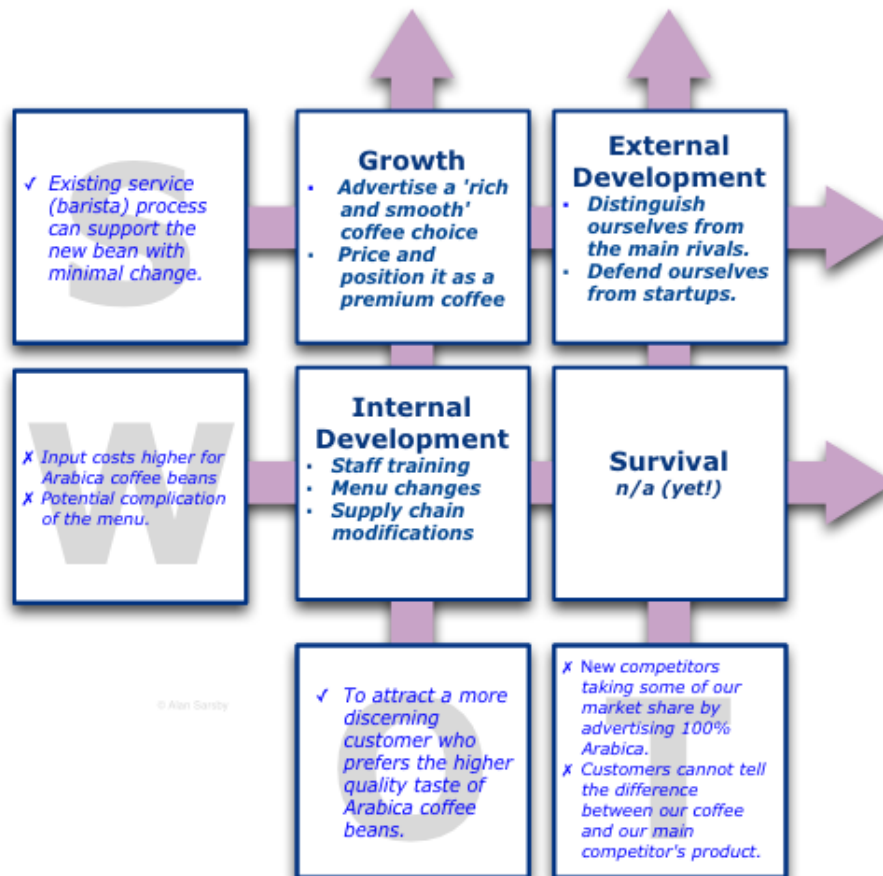 S
✓ Existing service
(barista) process
can support the
new bean with
minimal change.
Growth
▪ Advertise a 'rich
and smooth'
coffee choice
▪ Price and
position it as a
premium coffee
External
Development
▪ Distinguish
ourselves from
the main rivals.
▪ Defend ourselves
from startups.
W
✗ Input costs higher for
Arabica coffee beans
✗ Potential complication
of the menu.
Internal
Development
▪ Staff training
▪ Menu changes
▪ Supply chain
modifications
Survival
n/a (yet!)
© Alan Sarsby
O
✓ To attract a more
discerning
customer who
prefers the higher
quality taste of
Arabica coffee
beans.
T
✗ New competitors
taking some of our
market share by
advertising 100%
Arabica.
✗ Customers cannot tell
the difference
between our coffee
and our main
competitor's product.